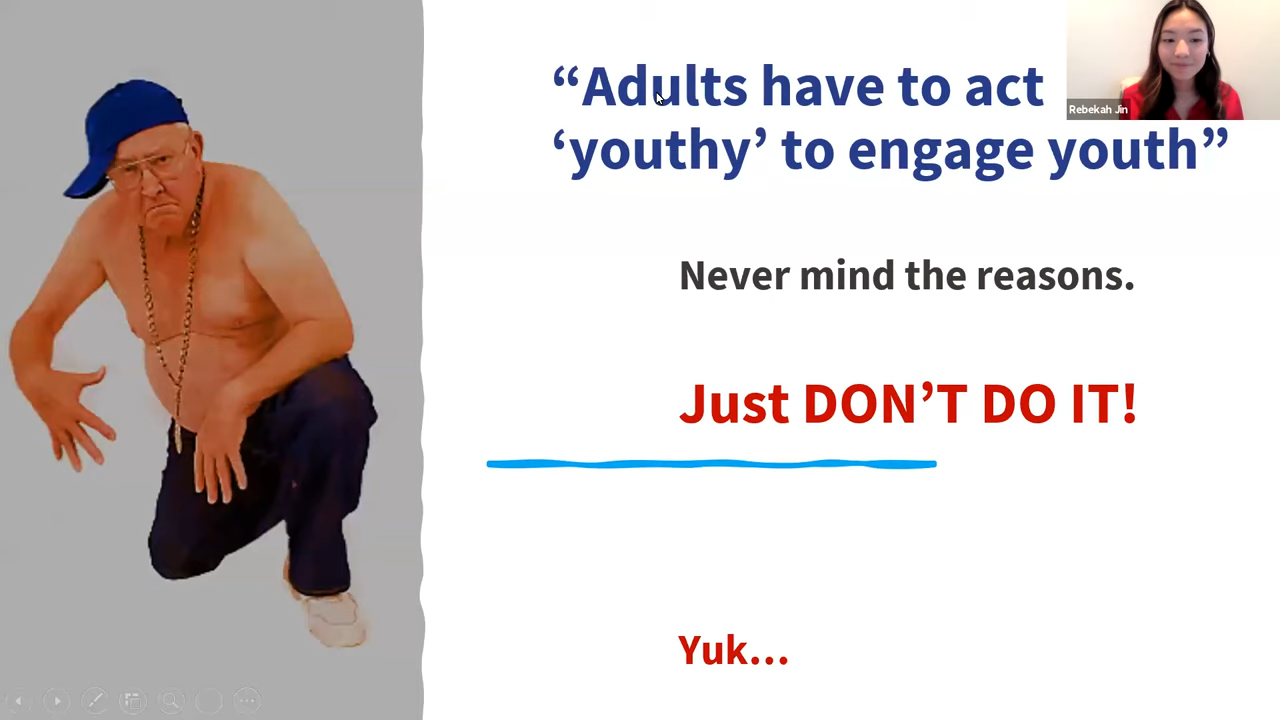 “Adults have to act
‘youthy’ to engage youth”
Rebekah Jin
Never mind the reasons.
Just DON’T DO IT!
Yuk...